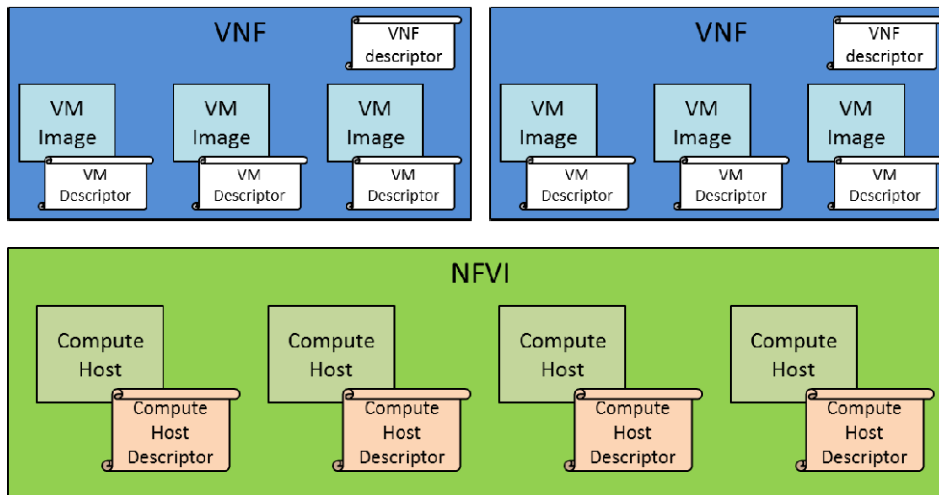 VNF
VNF
descriptor
VM
Image
VM
Descriptor
VM
Image
VM
Descriptor
VM
Image
VM
Descriptor
VNF
VNF
descriptor
VM
Image
VM
Descriptor
VM
Image
VM
Descriptor
VM
Image
VM
Descriptor
NFVI
Compute
Host
Compute
Host
Descriptor
Compute
Host
Compute
Host
Descriptor
Compute
Host
Compute
Host
Descriptor
Compute
Host
Compute
Host
Descriptor